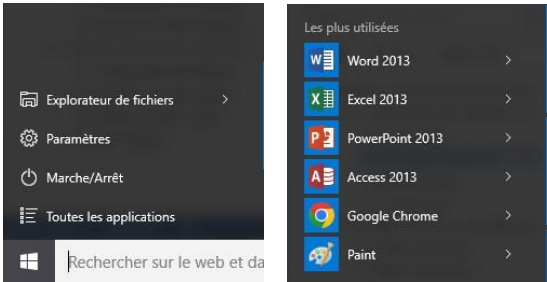 Explorateur de fichiers
Paramètres
Marche/Arrêt
Toutes les applications
Rechercher sur le web et da
Les plus utilisées
Word 2013
Excel 2013
PowerPoint 2013
Access 2013
Google Chrome
Paint